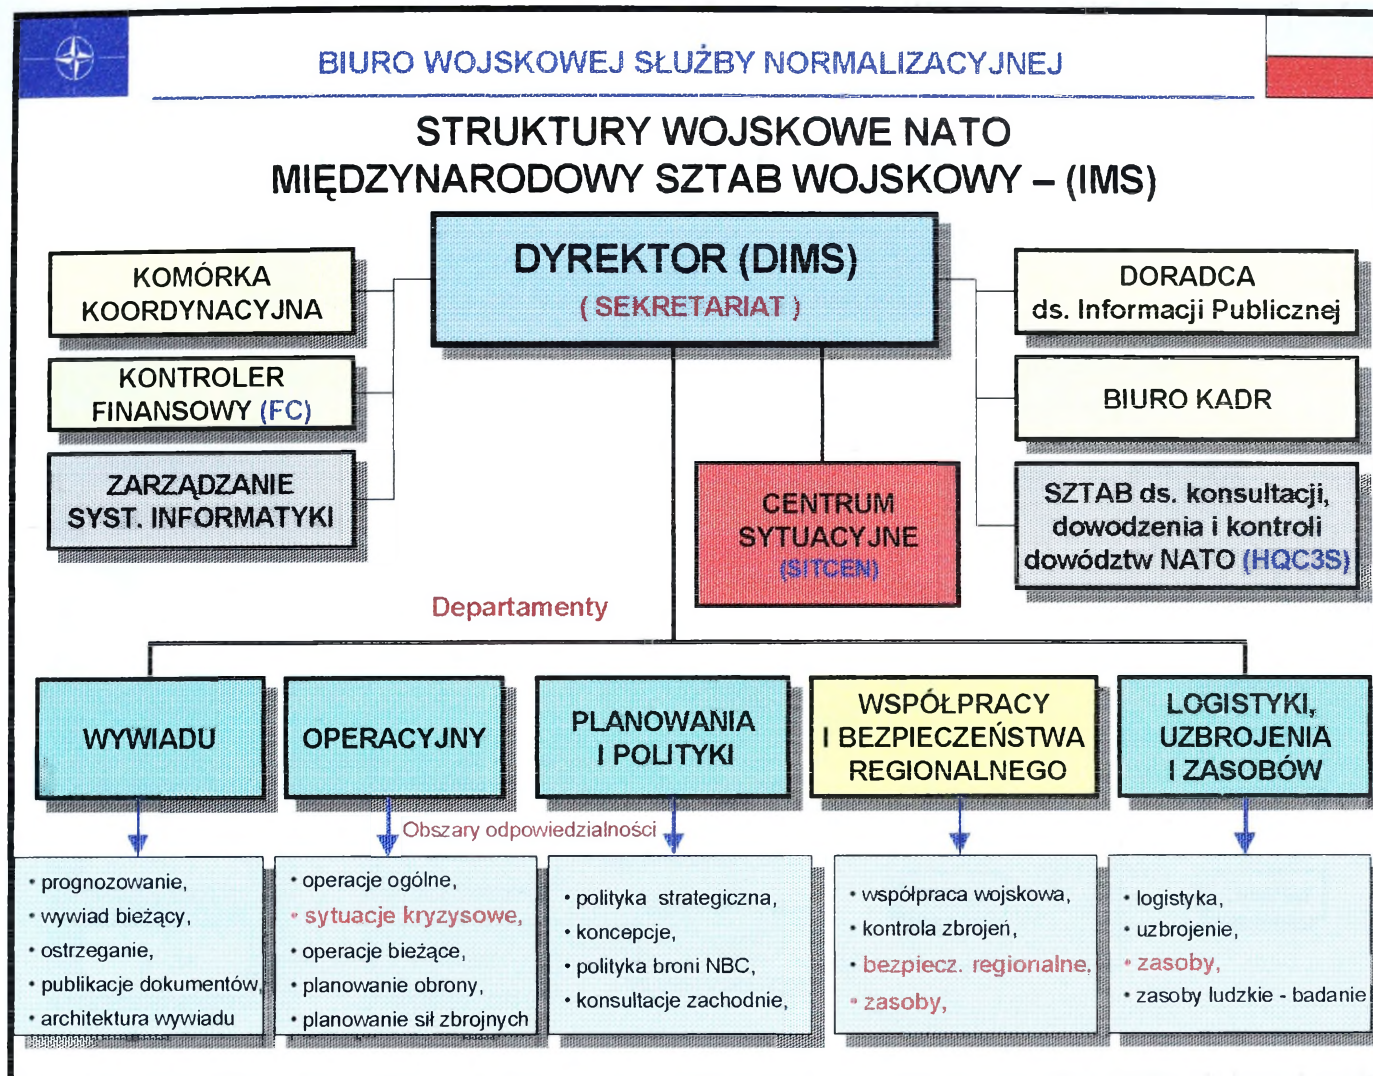 BIURO WOJSKOWEJ SŁUŻBY NORMALIZACYJNEJ
STRUKTURY WOJSKOWE NATO
MIĘDZYNARODOWY SZTAB WOJSKOWY – (IMS)
DYREKTOR (DIMS)
( SEKRETARIAT )
KOMÓRKA
KOORDYNACYJNA
KONTROLER
FINANSOWY (FC)
ZARZĄDZANIE
SYST. INFORMATYKI
DORADCA
ds. Informacji Publicznej
BIURO KADR
SZTAB ds. konsultacji,
dowodzenia i kontroli
dowództw NATO (HQC3S)
CENTRUM
SYTUACYJNE
(SITCEN)
Departamenty
WYWIADU
OPERACYJNY
PLANOWANIA
I POLITYKI
WSPÓŁPRACY
I BEZPIECZEŃSTWA
REGIONALNEGO
LOGISTYKI,
UZBROJENIA
I ZASOBÓW
Obszary odpowiedzialności
• prognozowanie,
• wywiad bieżący,
• ostrzeganie,
• publikacje dokumentów,
• architektura wywiadu
• operacje ogólne,
• sytuacje kryzysowe,
• operacje bieżące,
• planowanie obrony,
• planowanie sił zbrojnych
• polityka strategiczna,
• koncepcje,
• polityka broni NBC,
• konsultacje zachodnie,
• współpraca wojskowa,
• kontrola zbrojeń,
• bezpiecz. regionalne,
• zasoby,
• logistyka,
• uzbrojenie,
• zasoby,
• zasoby ludzkie - badanie